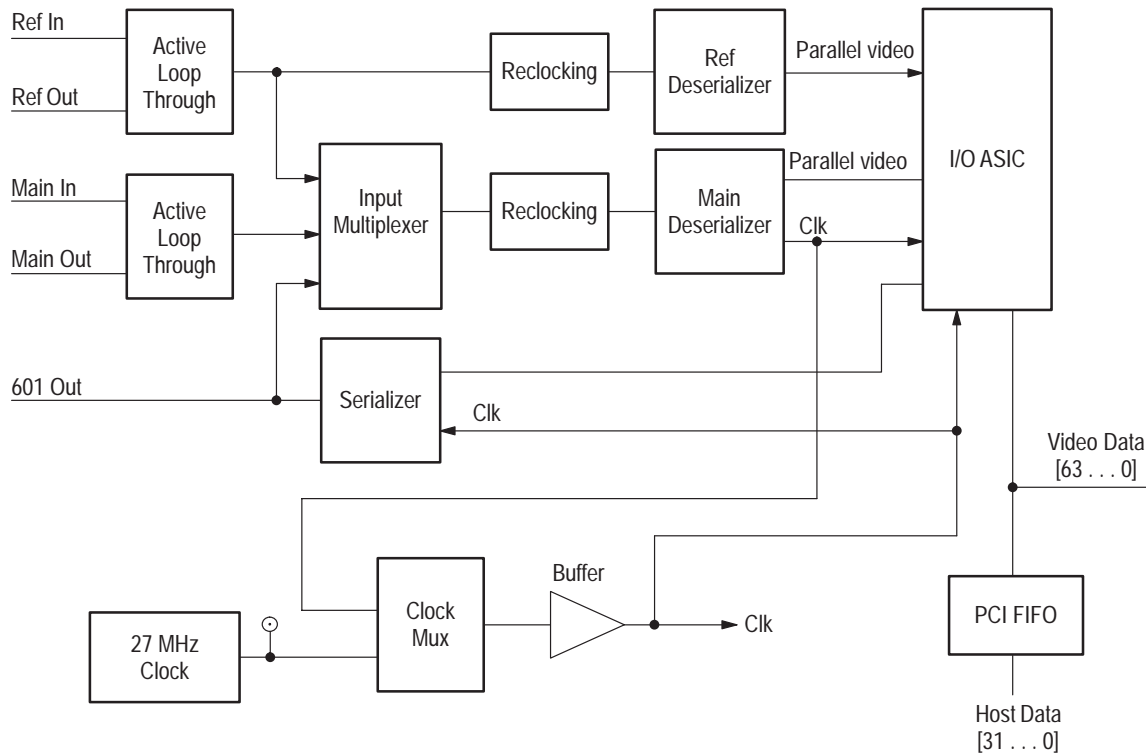 Ref In
Ref Out
Active
Loop
Through
Reclocking
Ref
Deserializer
Parallel video
I/O ASIC
Main In
Main Out
Active
Loop
Through
Input
Multiplexer
Reclocking
Main
Deserializer
Parallel video
Clk
601 Out
Serializer
Clk
Video Data
[63 . . . 0]
27 MHz
Clock
Clock
Mux
Buffer
Clk
PCI FIFO
Host Data
[31 . . . 0]